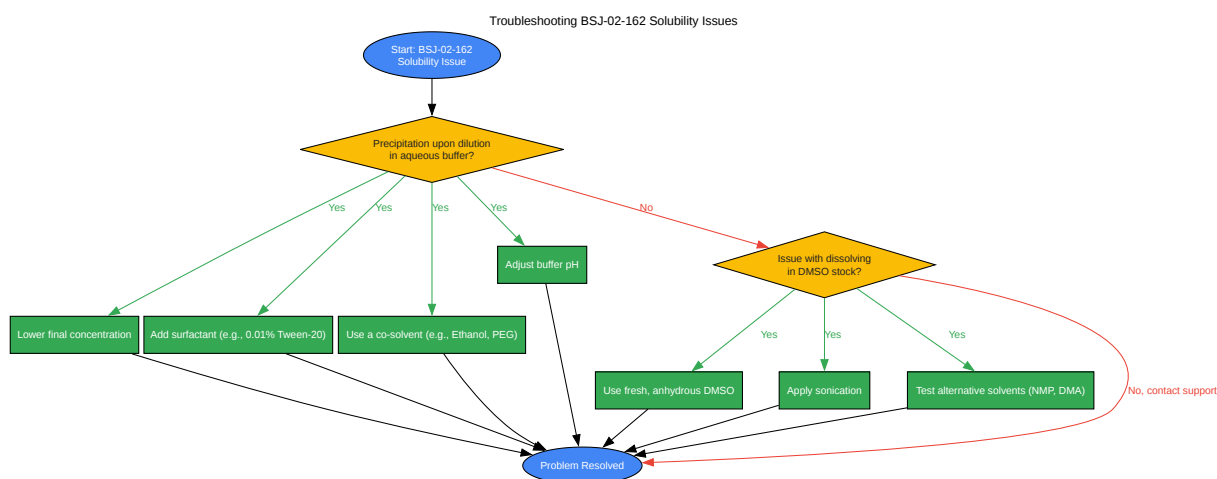 Troubleshooting BSJ-02-162 Solubility Issues
Start: BSJ-02-162
Solubility Issue
Precipitation upon dilution
in aqueous buffer?
Yes
Yes
Yes
Yes
No
Adjust buffer pH
Issue with dissolving
in DMSO stock?
Lower final concentration
Add surfactant (e.g., 0.01% Tween-20)
Use a co-solvent (e.g., Ethanol, PEG)
Yes
Yes
Yes
Use fresh, anhydrous DMSO
Apply sonication
Test alternative solvents (NMP, DMA)
No, contact support
Problem Resolved